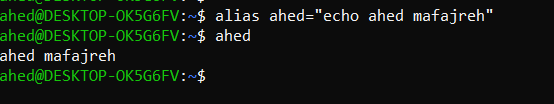 ahed@DESKTOP-OK5G6FV:~$ alias ahed="echo ahed mafajreh"
ahed@DESKTOP-OK5G6FV:~$ ahed
ahed mafajreh
ahed@DESKTOP-OK5G6FV:~$